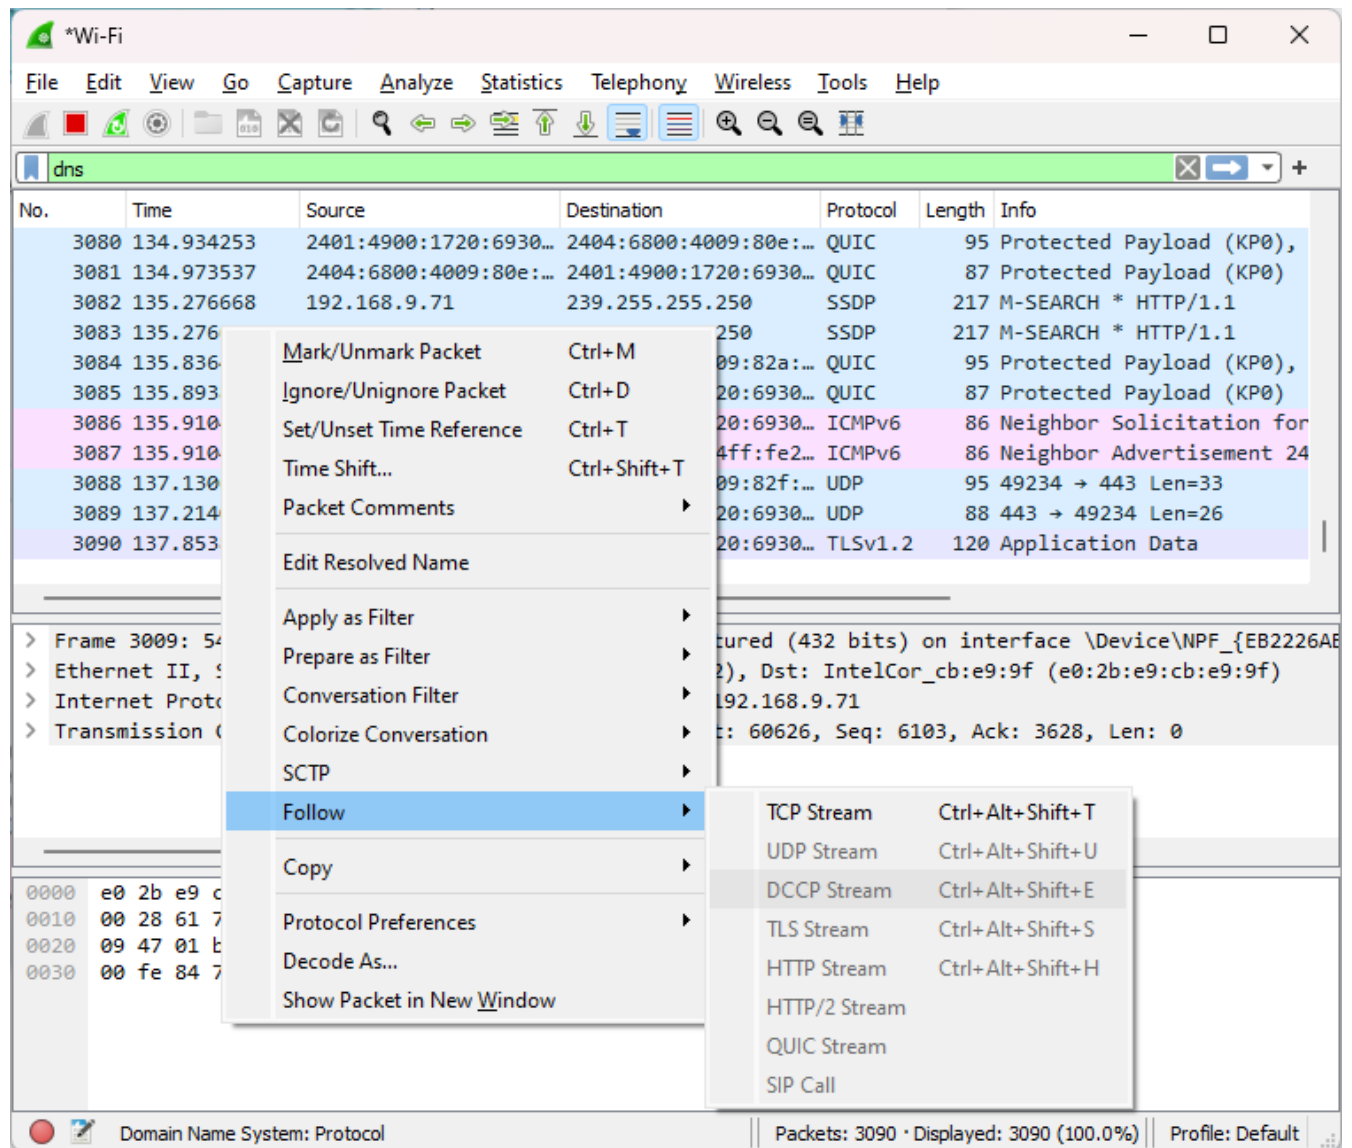 *Wi-Fi
File Edit View Go Capture Analyze Statistics Telephony Wireless Tools Help
dns
No. Time Source Destination Protocol Length Info
3080 134.934253 2401:4900:1720:6930… 2404:6800:4009:80e:… QUIC 95 Protected Payload (KP0),
3081 134.973537 2404:6800:4009:80e:… 2401:4900:1720:6930… QUIC 87 Protected Payload (KP0)
3082 135.276668 192.168.9.71 239.255.255.250 SSDP 217 M-SEARCH * HTTP/1.1
3083 135.276 250 SSDP 217 M-SEARCH * HTTP/1.1
3084 135.836 09:82a:… QUIC 95 Protected Payload (KP0),
3085 135.893 20:6930… QUIC 87 Protected Payload (KP0)
3086 135.910 20:6930… ICMPv6 86 Neighbor Solicitation for
3087 135.910 4ff:fe2… ICMPv6 86 Neighbor Advertisement 24
3088 137.130 09:82f:… UDP 95 49234 → 443 Len=33
3089 137.214 20:6930… UDP 88 443 → 49234 Len=26
3090 137.853 20:6930… TLSv1.2 120 Application Data
Mark/Unmark Packet Ctrl+M
Ignore/Unignore Packet Ctrl+D
Set/Unset Time Reference Ctrl+T
Time Shift... Ctrl+Shift+T
Packet Comments
Edit Resolved Name
Apply as Filter
Prepare as Filter
Conversation Filter
Colorize Conversation
SCTP
Follow
Copy
Protocol Preferences
Decode As...
Show Packet in New Window
TCP Stream Ctrl+Alt+Shift+T
UDP Stream Ctrl+Alt+Shift+U
DCCP Stream Ctrl+Alt+Shift+E
TLS Stream Ctrl+Alt+Shift+S
HTTP Stream Ctrl+Alt+Shift+H
HTTP/2 Stream
QUIC Stream
SIP Call
Frame 3009: 54 tured (432 bits) on interface \Device\NPF_{EB2226AE
Ethernet II, 2), Dst: IntelCor_cb:e9:9f (e0:2b:e9:cb:e9:9f)
Internet Proto 192.168.9.71
Transmission t: 60626, Seq: 6103, Ack: 3628, Len: 0
0000 e0 2b e9 c
0010 00 28 61 7
0020 09 47 01 b
0030 00 fe 84 7
Domain Name System: Protocol Packets: 3090 · Displayed: 3090 (100.0%) Profile: Default